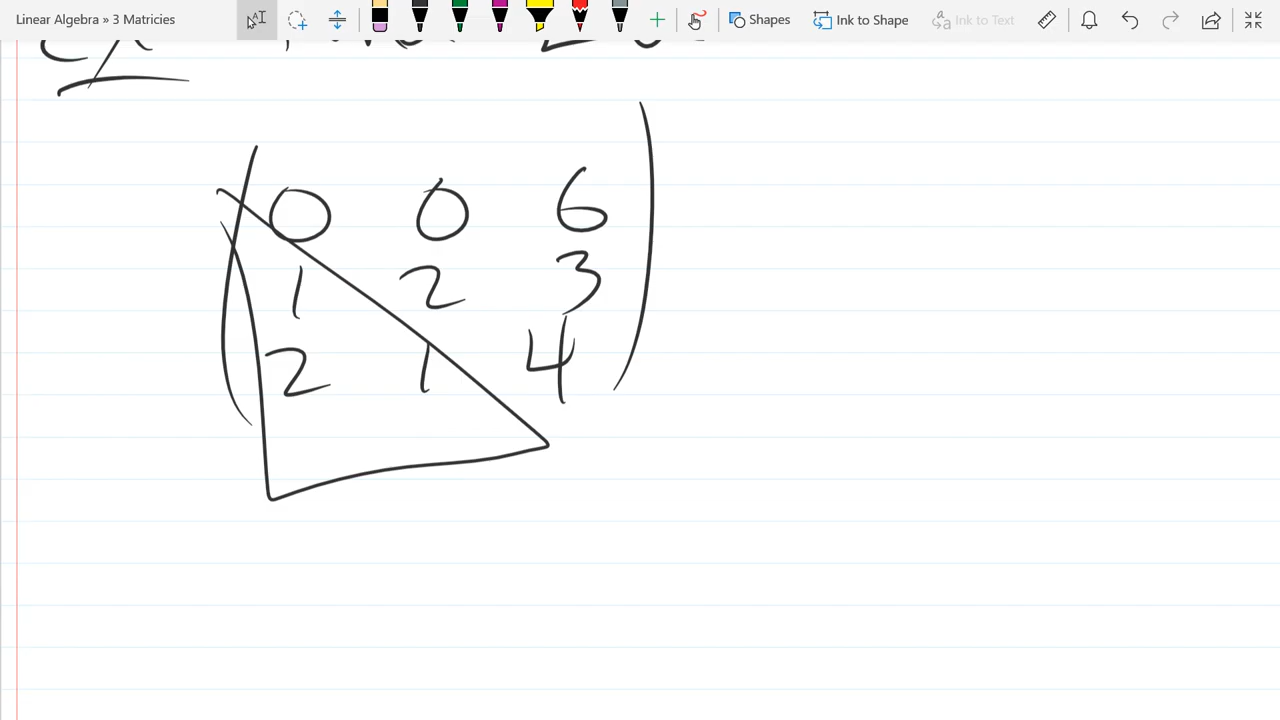 Linear Algebra » 3 Matricies
Shapes Ink to Shape Ink to Text
0 0 6
1 2 3
2 1 4